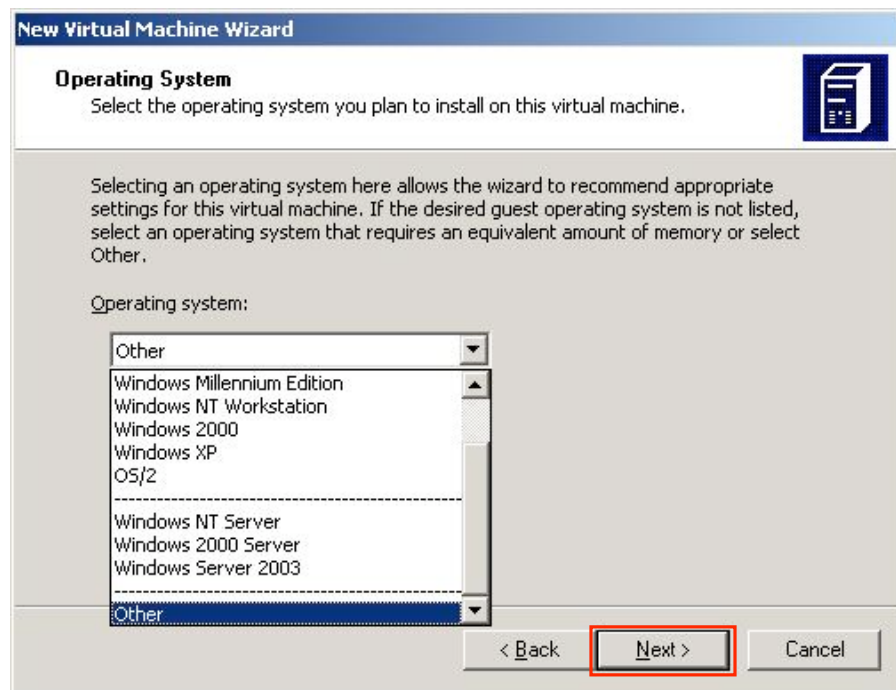 New Virtual Machine Wizard
Operating System
Select the operating system you plan to install on this virtual machine.
Selecting an operating system here allows the wizard to recommend appropriate
settings for this virtual machine. If the desired guest operating system is not listed,
select an operating system that requires an equivalent amount of memory or select
Other.
Operating system:
Other
Windows Millennium Edition
Windows NT Workstation
Windows 2000
Windows XP
OS/2
Windows NT Server
Windows 2000 Server
Windows Server 2003
Other
< Back Next > Cancel